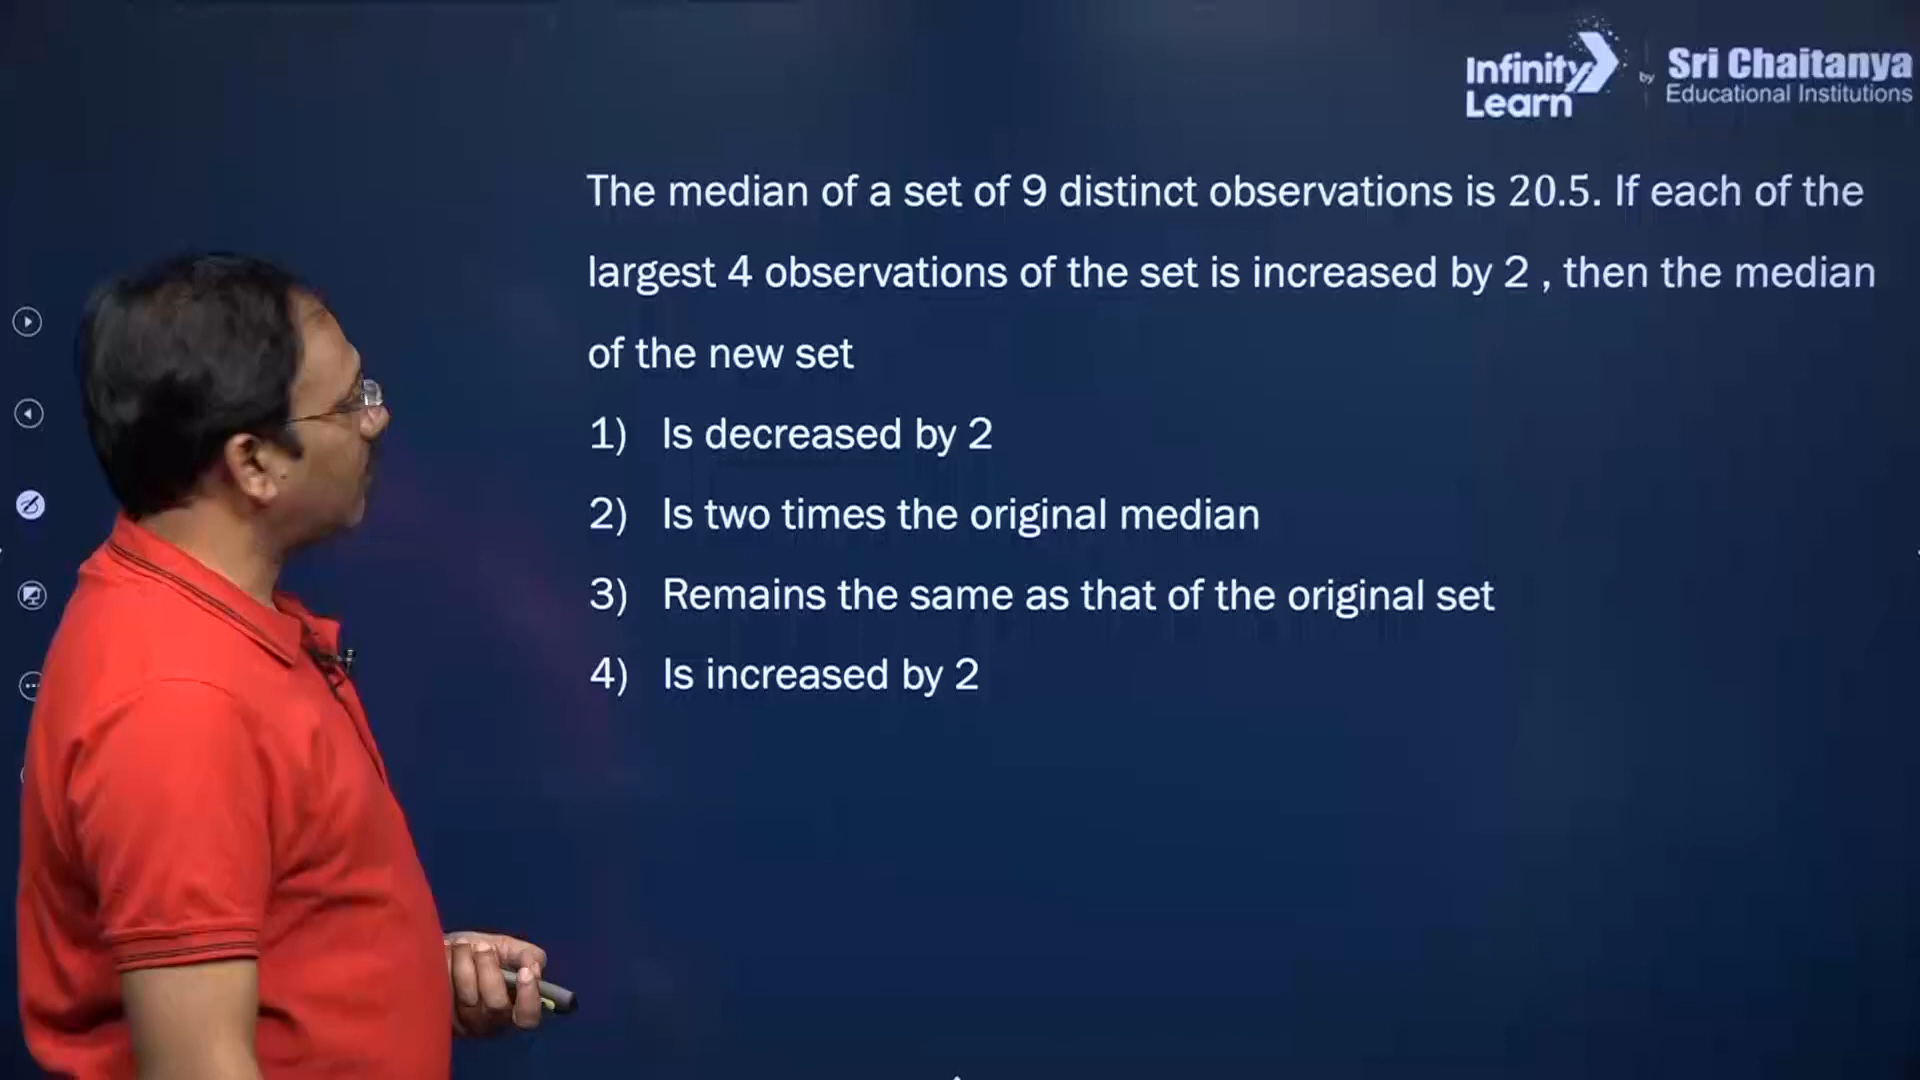 Infinity Learn by Sri Chaitanya Educational Institutions
The median of a set of 9 distinct observations is 20.5. If each of the
largest 4 observations of the set is increased by 2 , then the median
of the new set
1) Is decreased by 2
2) Is two times the original median
3) Remains the same as that of the original set
4) Is increased by 2